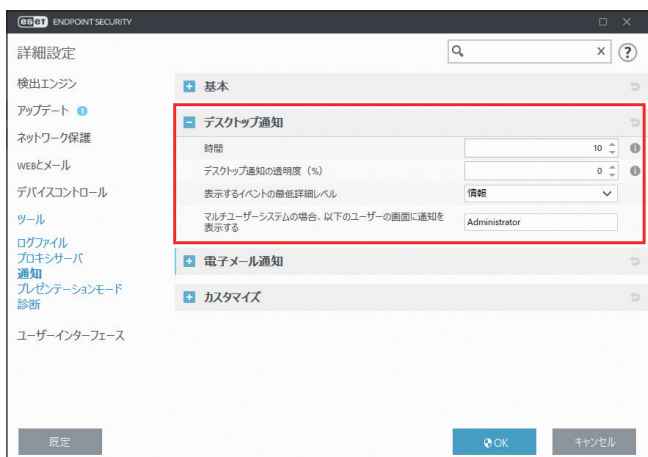 eset ENDPOINT SECURITY
詳細設定
検出エンジン
アップデート 1
ネットワーク保護
WEBとメール
デバイスコントロール
ツール
ログファイル
プロキシサーバ
通知
プレゼンテーションモード
診断
ユーザーインターフェース
基本
デスクトップ通知
時間 10
デスクトップ通知の透明度（%） 0
表示するイベントの最低詳細レベル 情報
マルチユーザーシステムの場合、以下のユーザーの画面に通知を
表示する Administrator
電子メール通知
カスタマイズ
既定
OK
キャンセル